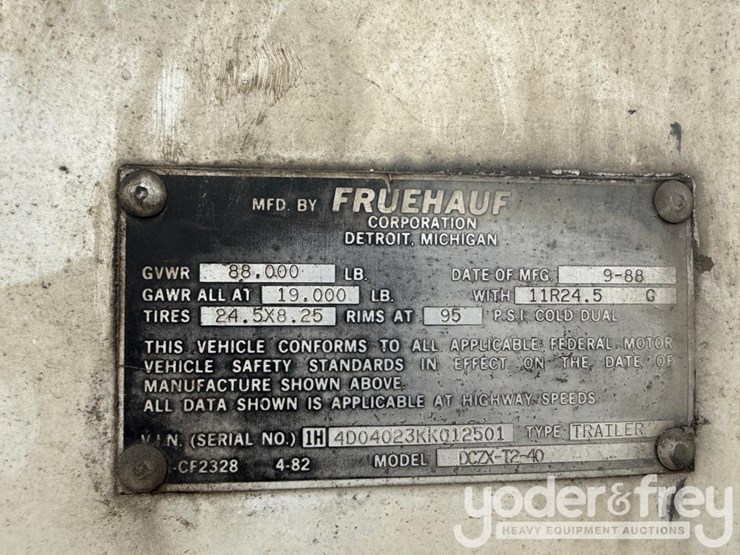 MFD. BY FRUEHAUF
CORPORATION
DETROIT, MICHIGAN
GVWR 88,000 LB. DATE OF MFG. 9-88
GAWR ALL AT 19,000 LB. WITH 11R24.5 G
TIRES 24.5X8.25 RIMS AT 95 P.S.I. COLD DUAL
THIS VEHICLE CONFORMS TO ALL APPLICABLE FEDERAL MOTOR
VEHICLE SAFETY STANDARDS IN EFFECT ON THE DATE OF
MANUFACTURE SHOWN ABOVE.
ALL DATA SHOWN IS APPLICABLE AT HIGHWAY SPEEDS
V.I.N. (SERIAL NO.) 1H 4D04023KK012501 TYPE TRAILER
-CF2328 4-82 MODEL DCZX-T2-40
yoder&frey
HEAVY EQUIPMENT AUCTIONS